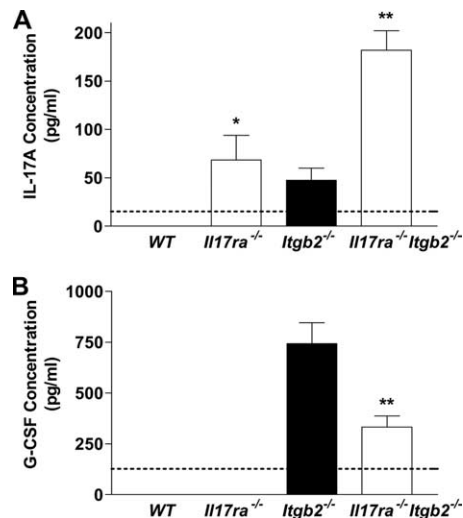 A
IL-17A Concentration
(pg/ml)
200
150
100
50
0
*
**
WT Il17ra-/- Itgb2-/- Il17ra-/- Itgb2-/-
B
G-CSF Concentration
(pg/ml)
1000
750
500
250
0
**
WT Il17ra-/- Itgb2-/- Il17ra-/- Itgb2-/-